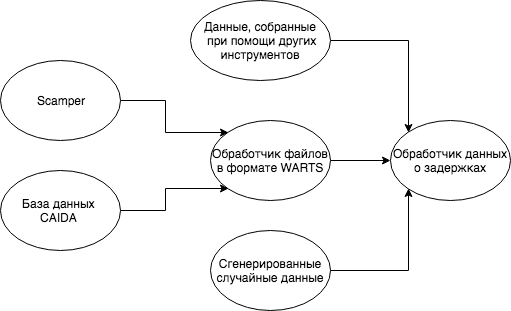 Данные, собранные
при помощи других
инструментов
Scamper
Обработчик файлов
в формате WARTS
Обработчик данных
о задержках
База данных
CAIDA
Сгенерированные
случайные данные